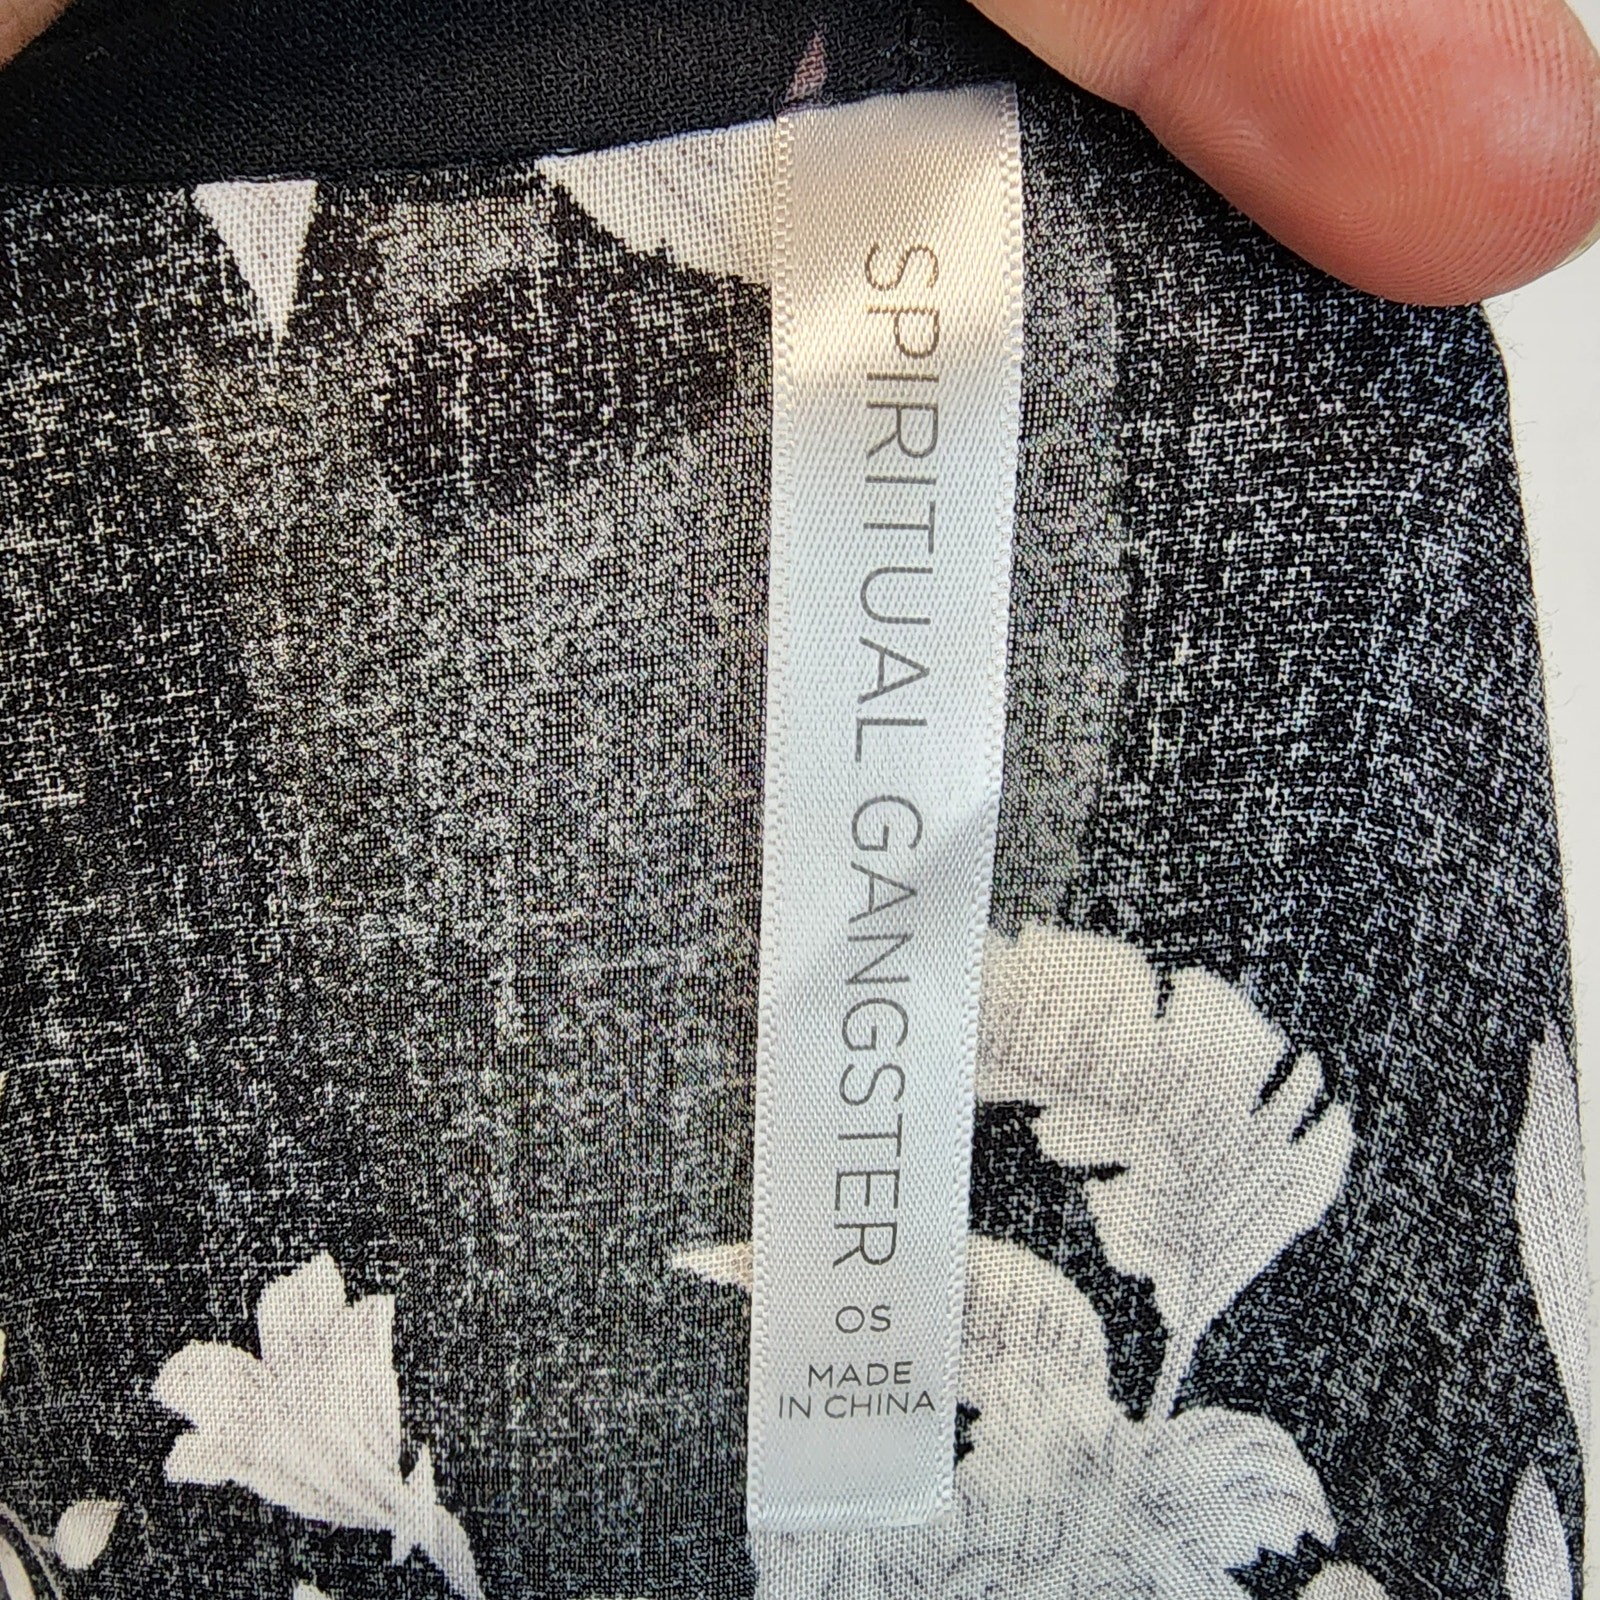 SPIRITUAL GANGSTER
OS
MADE
IN CHINA